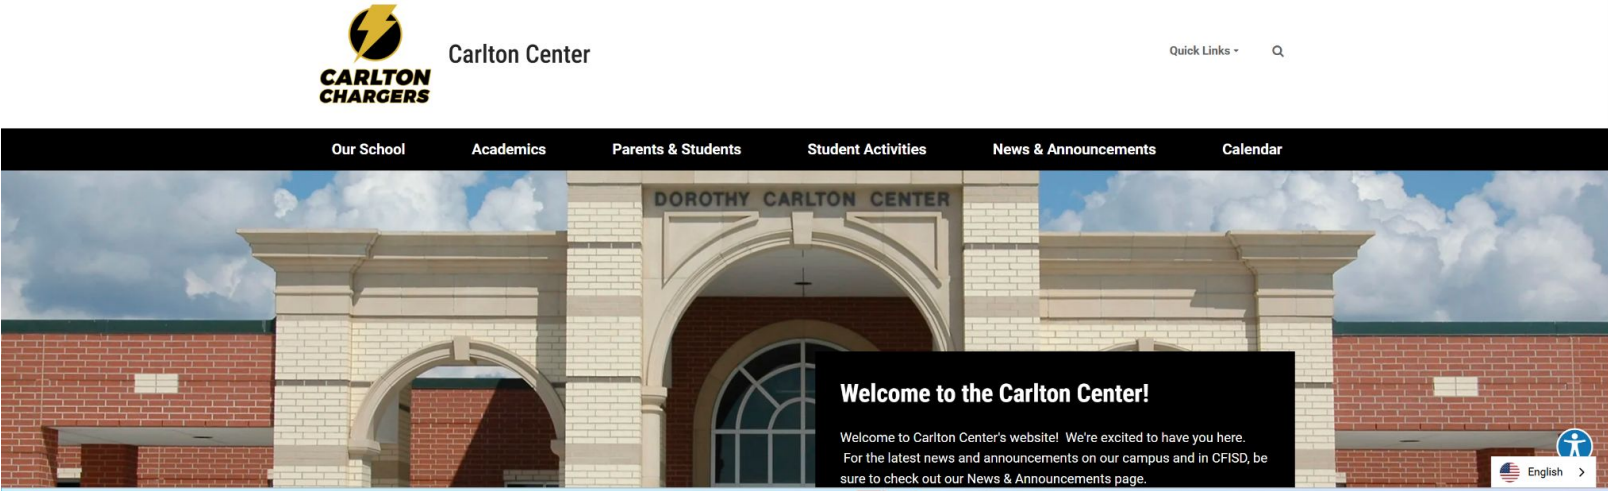 CARLTON
CHARGERS
Carlton Center
Quick Links
Our School
Academics
Parents & Students
Student Activities
News & Announcements
Calendar
DOROTHY CARLTON CENTER
Welcome to the Carlton Center!
Welcome to Carlton Center's website! We're excited to have you here.
For the latest news and announcements on our campus and in CFISD, be
sure to check out our News & Announcements page.
English